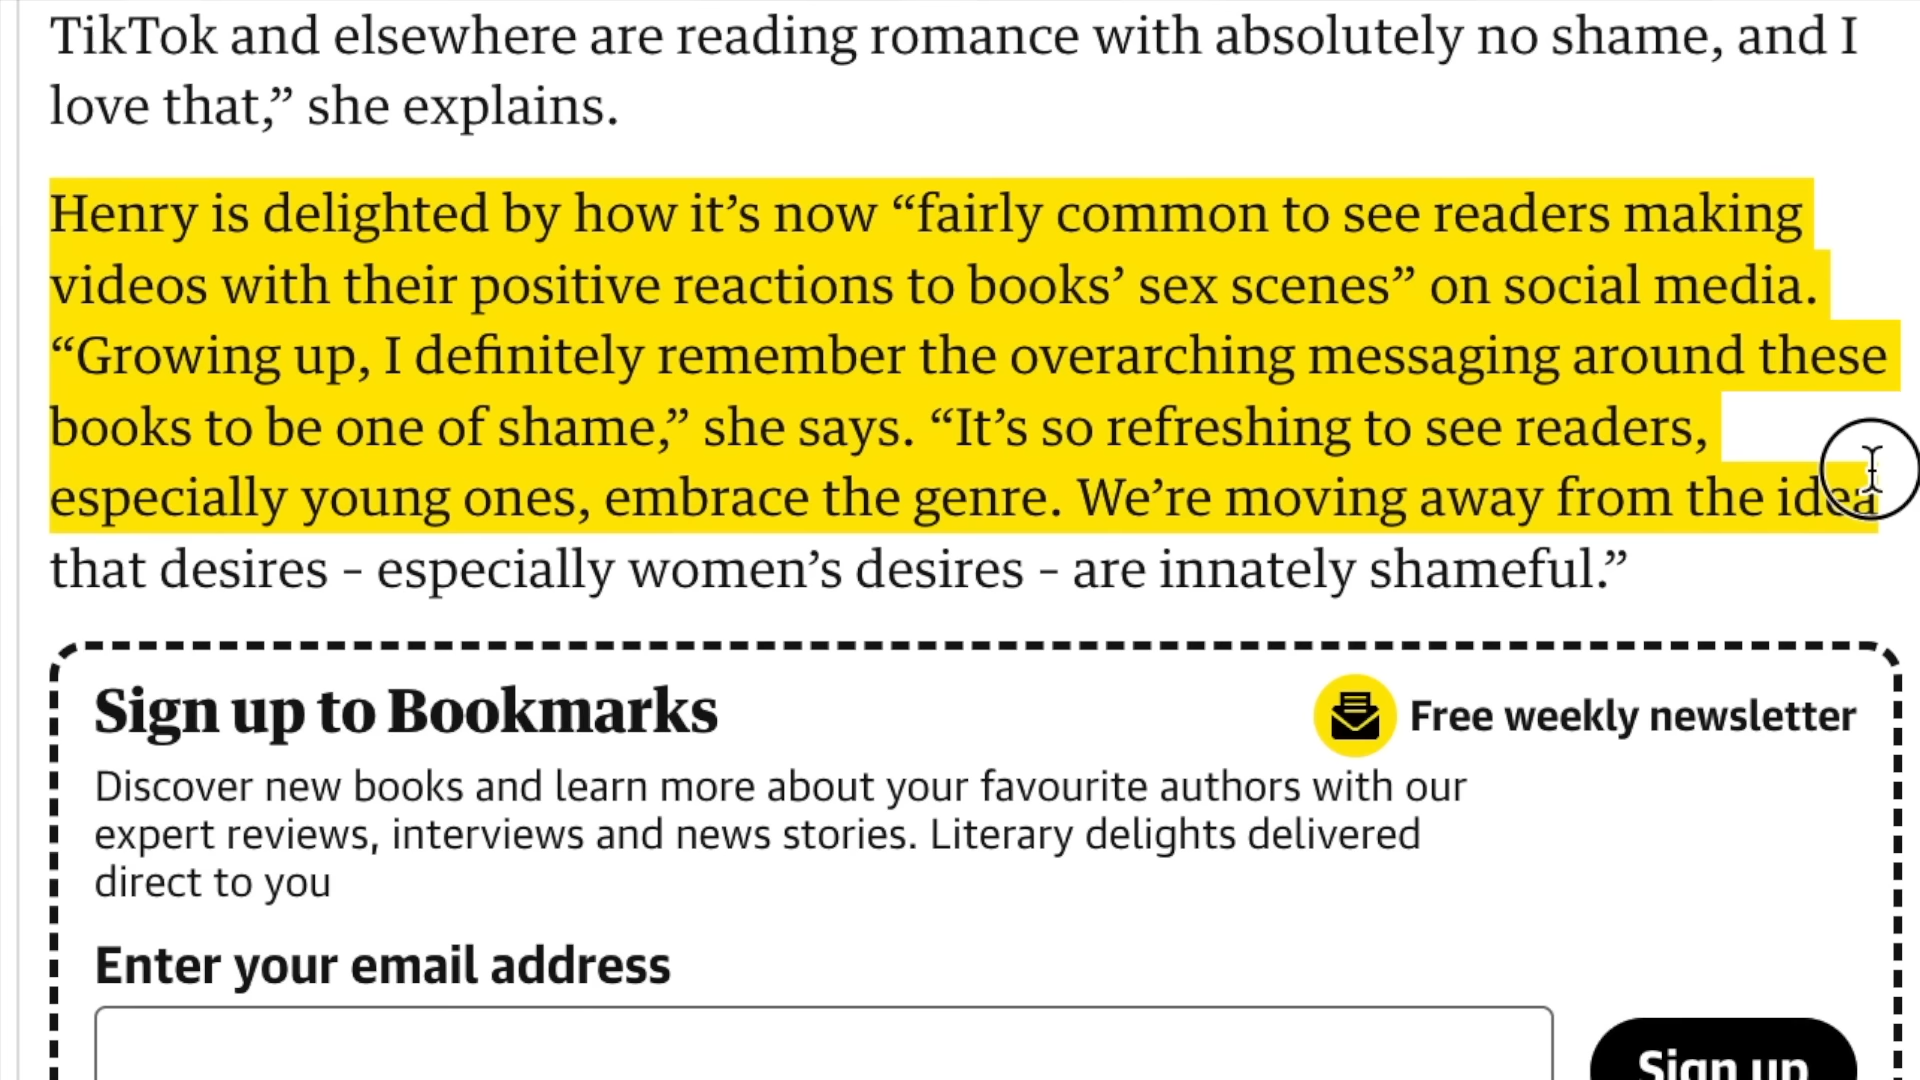 TikTok and elsewhere are reading romance with absolutely no shame, and I
love that,” she explains.
Henry is delighted by how it’s now “fairly common to see readers making
videos with their positive reactions to books’ sex scenes” on social media.
“Growing up, I definitely remember the overarching messaging around these
books to be one of shame,” she says. “It’s so refreshing to see readers,
especially young ones, embrace the genre. We’re moving away from the idea
that desires – especially women’s desires – are innately shameful.”
Sign up to Bookmarks
Free weekly newsletter
Discover new books and learn more about your favourite authors with our
expert reviews, interviews and news stories. Literary delights delivered
direct to you
Enter your email address
Sign up